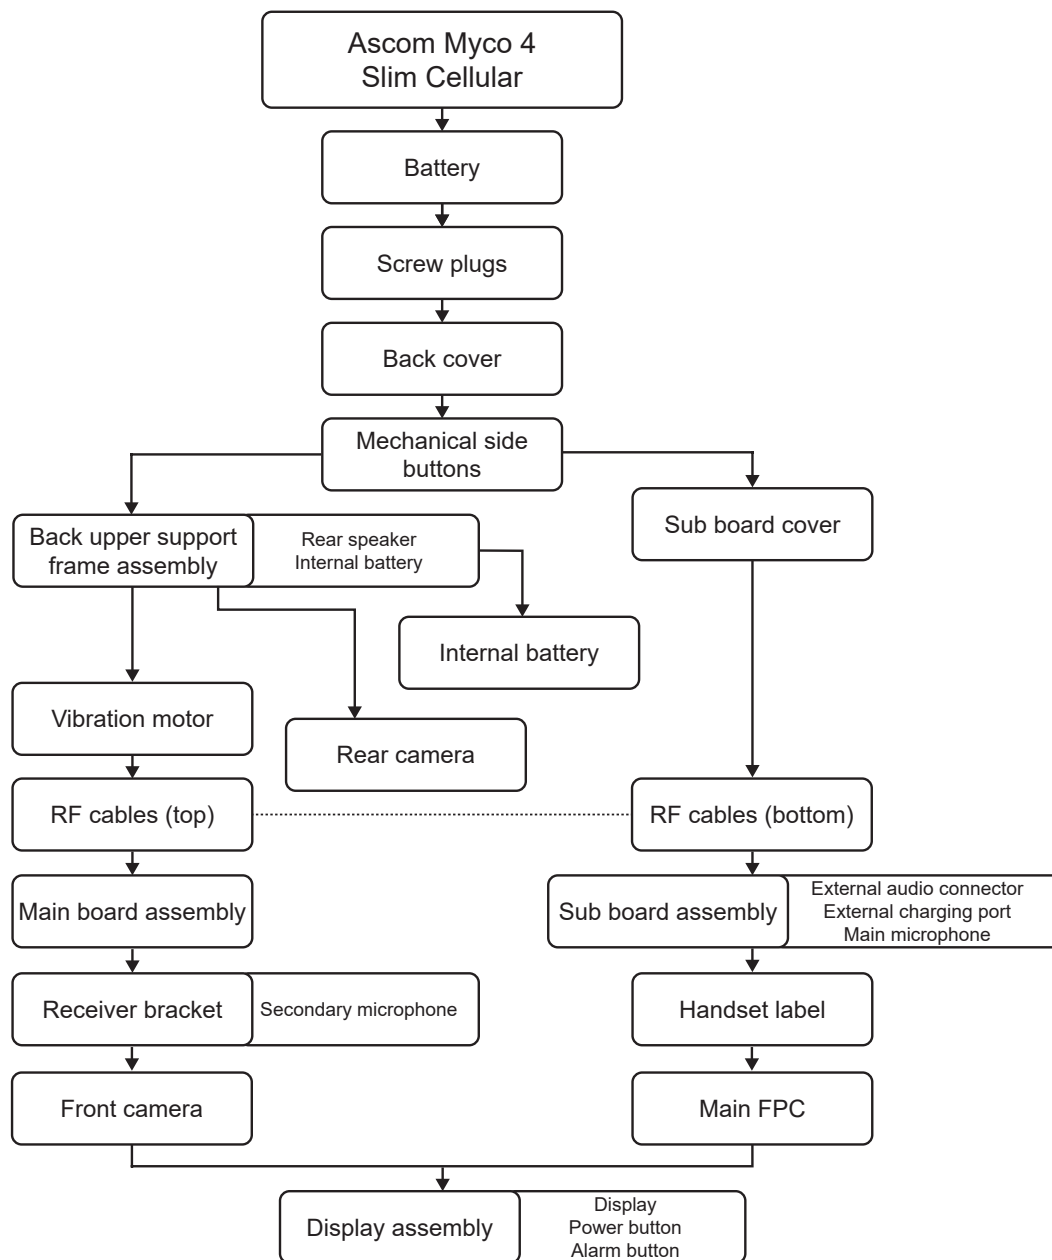 Ascom Myco 4
Slim Cellular
Battery
Screw plugs
Back cover
Mechanical side
buttons
Back upper support
frame assembly
Rear speaker
Internal battery
Sub board cover
Internal battery
Vibration motor
Rear camera
RF cables (top)
RF cables (bottom)
Main board assembly
Sub board assembly
External audio connector
External charging port
Main microphone
Receiver bracket
Secondary microphone
Handset label
Front camera
Main FPC
Display assembly
Display
Power button
Alarm button